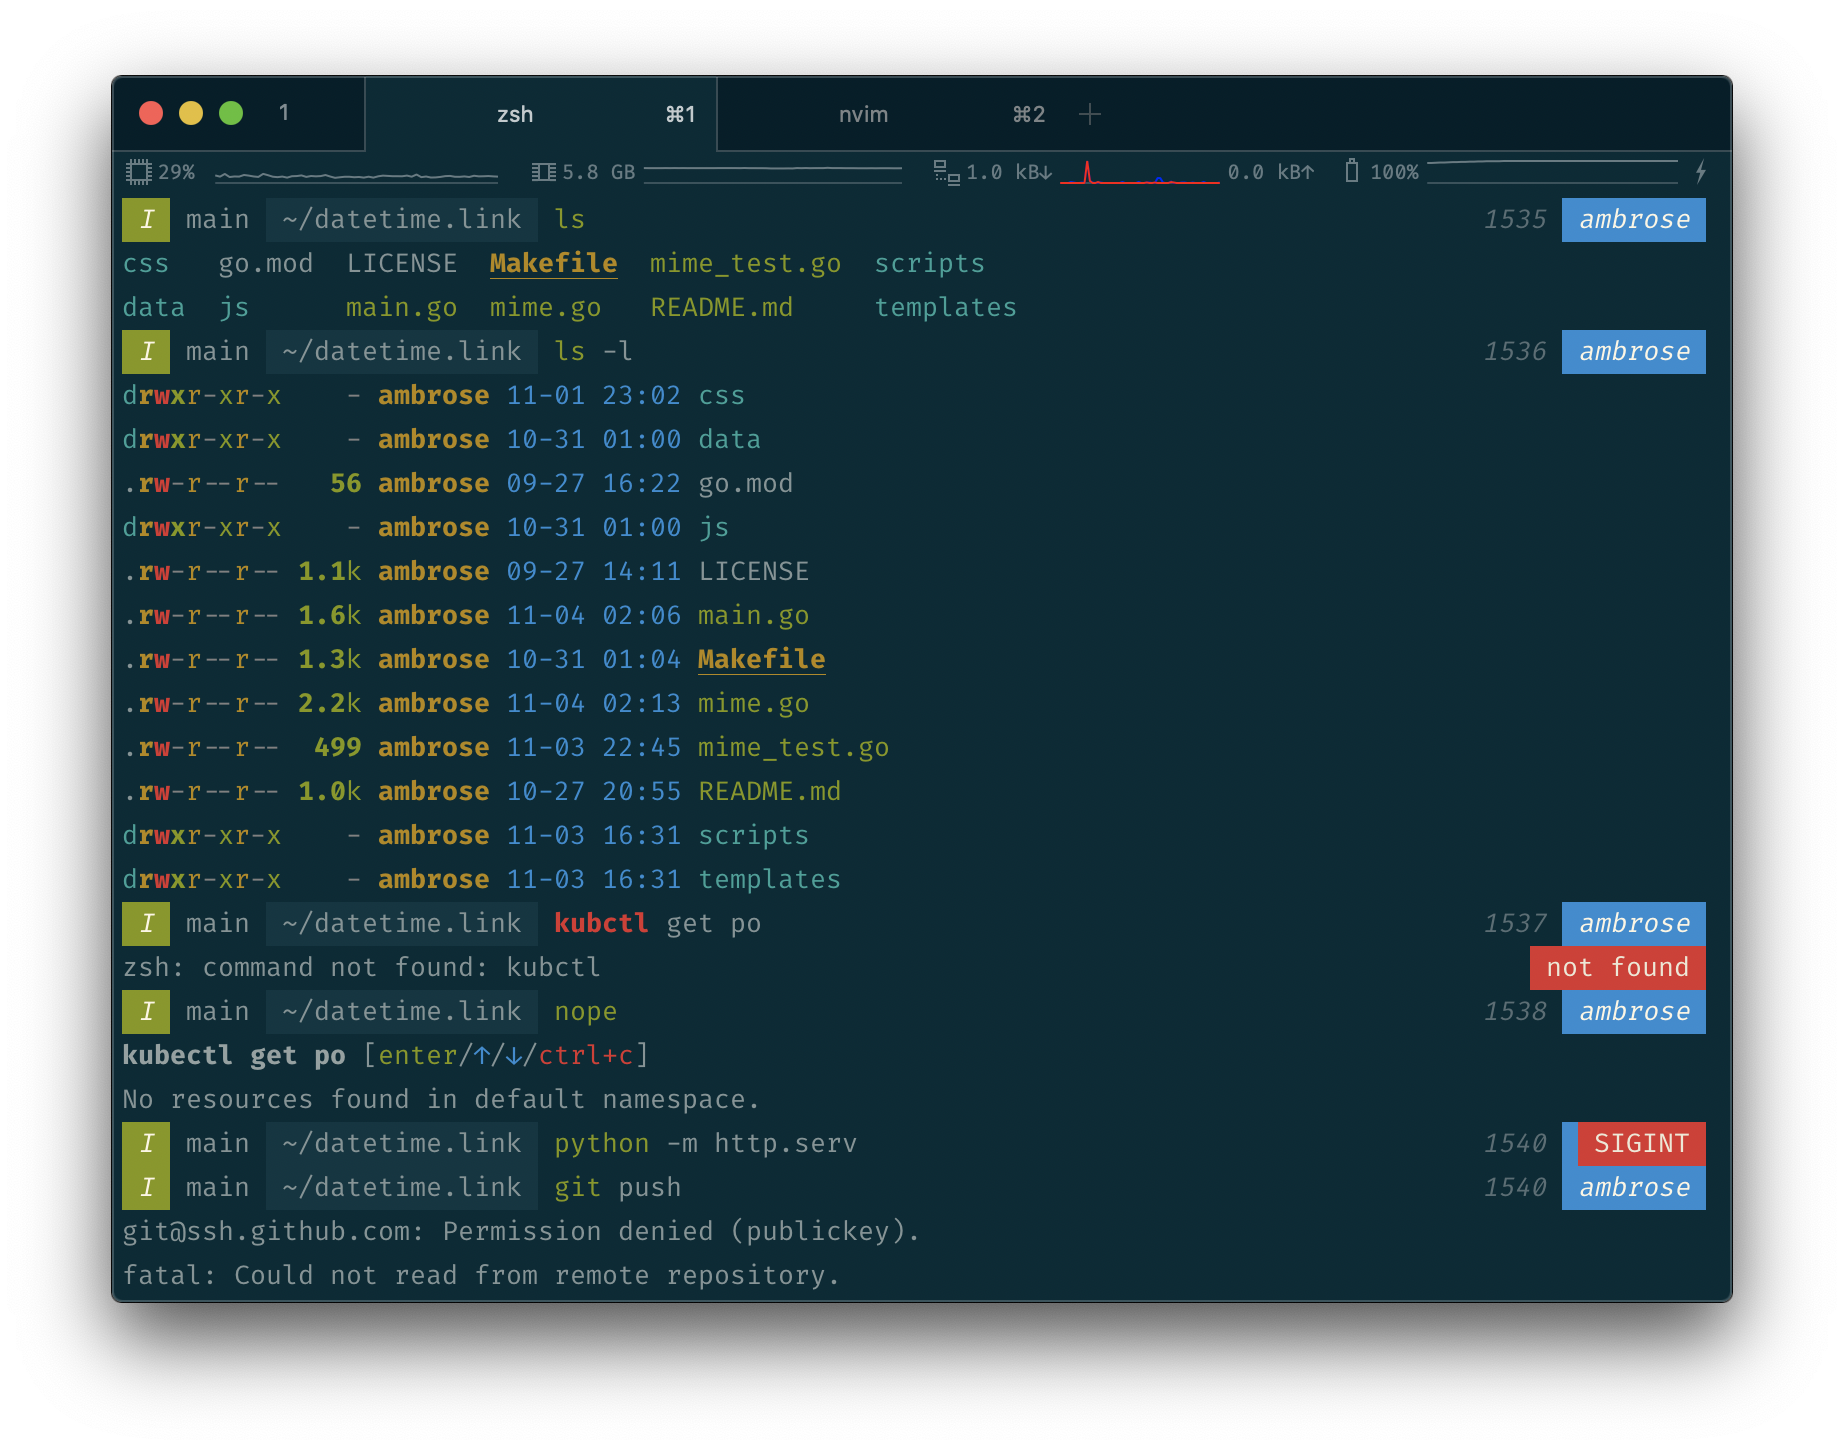 1 zsh ⌘1 nvim ⌘2 +
29% 5.8 GB 1.0 kB↓ 0.0 kB↑ 100%
I main ~/datetime.link ls 1535 ambrose
css go.mod LICENSE Makefile mime_test.go scripts
data js main.go mime.go README.md templates
I main ~/datetime.link ls -l 1536 ambrose
drwxr-xr-x - ambrose 11-01 23:02 css
drwxr-xr-x - ambrose 10-31 01:00 data
.rw-r--r-- 56 ambrose 09-27 16:22 go.mod
drwxr-xr-x - ambrose 10-31 01:00 js
.rw-r--r-- 1.1k ambrose 09-27 14:11 LICENSE
.rw-r--r-- 1.6k ambrose 11-04 02:06 main.go
.rw-r--r-- 1.3k ambrose 10-31 01:04 Makefile
.rw-r--r-- 2.2k ambrose 11-04 02:13 mime.go
.rw-r--r-- 499 ambrose 11-03 22:45 mime_test.go
.rw-r--r-- 1.0k ambrose 10-27 20:55 README.md
drwxr-xr-x - ambrose 11-03 16:31 scripts
drwxr-xr-x - ambrose 11-03 16:31 templates
I main ~/datetime.link kubctl get po 1537 ambrose
zsh: command not found: kubctl not found
I main ~/datetime.link nope 1538 ambrose
kubectl get po [enter/↑/↓/ctrl+c]
No resources found in default namespace.
I main ~/datetime.link python -m http.serv 1540 SIGINT
I main ~/datetime.link git push 1540 ambrose
git@ssh.github.com: Permission denied (publickey).
fatal: Could not read from remote repository.